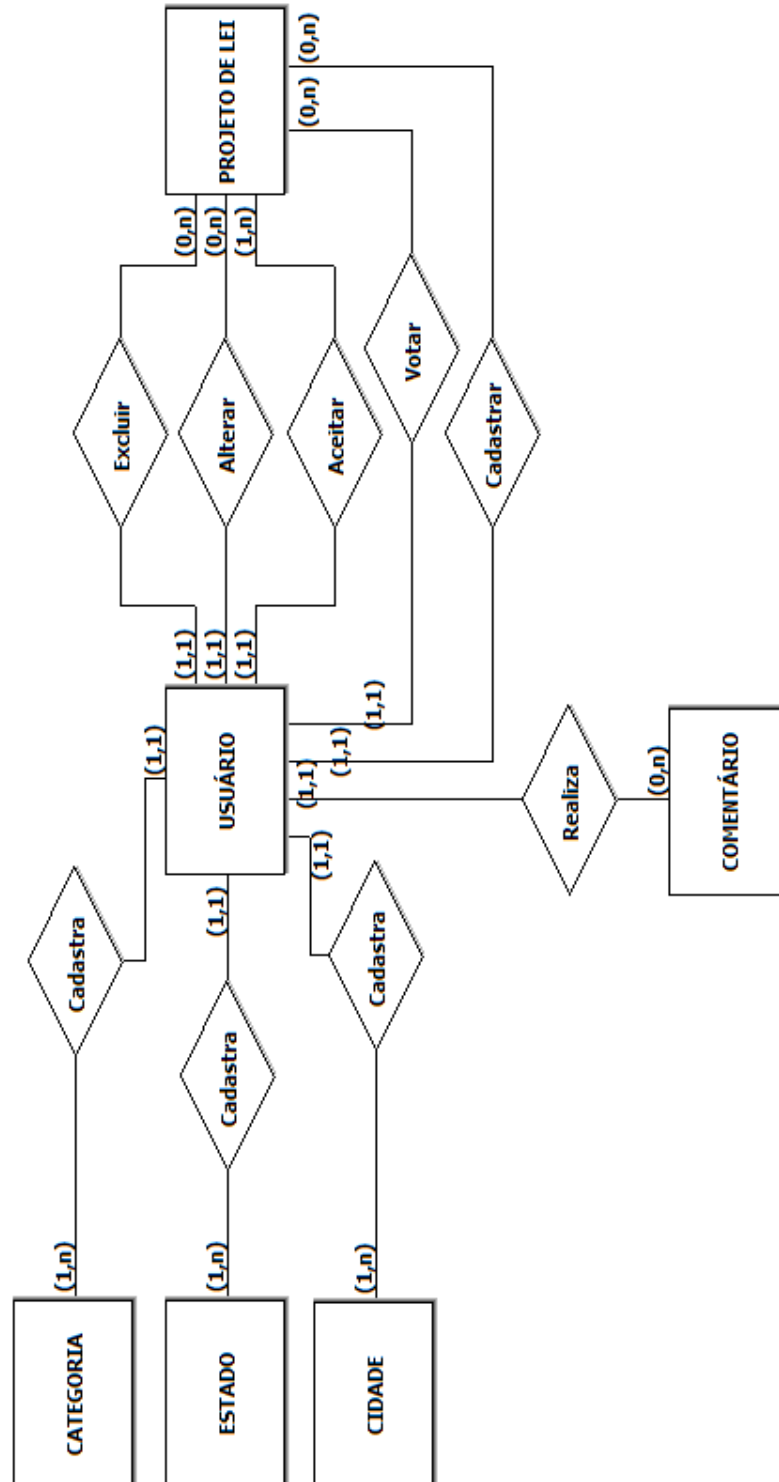 CATEGORIA
(1,n)
Cadastra
(1,1)
ESTADO
(1,n)
Cadastra
(1,1)
CIDADE
(1,n)
Cadastra
(1,1)
USUÁRIO
(1,1)
Excluir
(0,n)
(1,1)
Alterar
(0,n)
(1,1)
Aceitar
(1,n)
PROJETO DE LEI
(1,1)
Votar
(0,n)
(1,1)
Cadastrar
(0,n)
(1,1)
Realiza
(0,n)
COMENTÁRIO